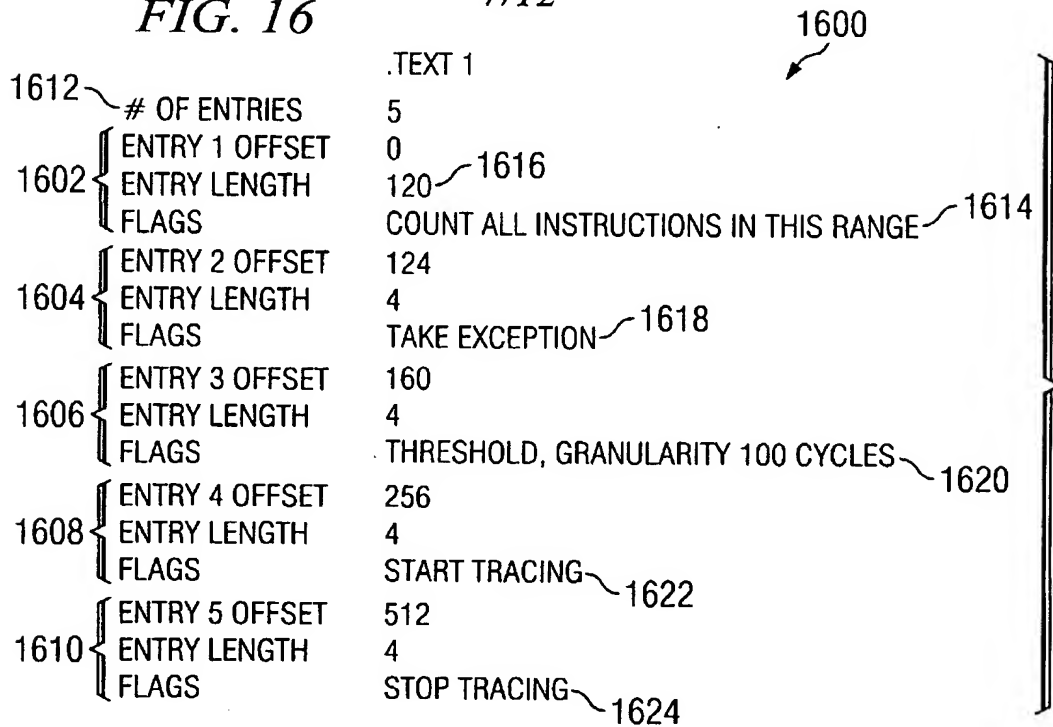 FIG. 16
1600
.TEXT 1
1612 # OF ENTRIES 5
ENTRY 1 OFFSET 0
1602 ENTRY LENGTH 120 1616
FLAGS COUNT ALL INSTRUCTIONS IN THIS RANGE 1614
ENTRY 2 OFFSET 124
1604 ENTRY LENGTH 4
FLAGS TAKE EXCEPTION 1618
ENTRY 3 OFFSET 160
1606 ENTRY LENGTH 4
FLAGS THRESHOLD, GRANULARITY 100 CYCLES 1620
ENTRY 4 OFFSET 256
1608 ENTRY LENGTH 4
FLAGS START TRACING 1622
ENTRY 5 OFFSET 512
1610 ENTRY LENGTH 4
FLAGS STOP TRACING 1624